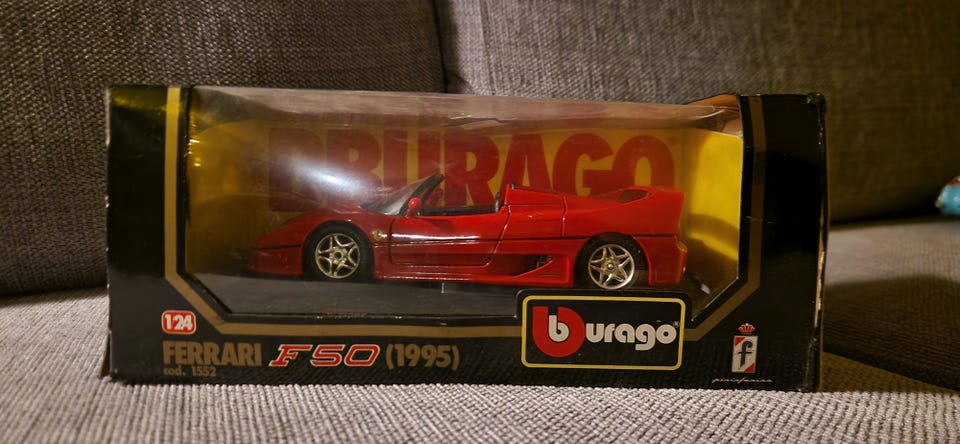 BBURAGO
1:24
FERRARI F50 (1995)
cod. 1552
burago®
f
pininfarina